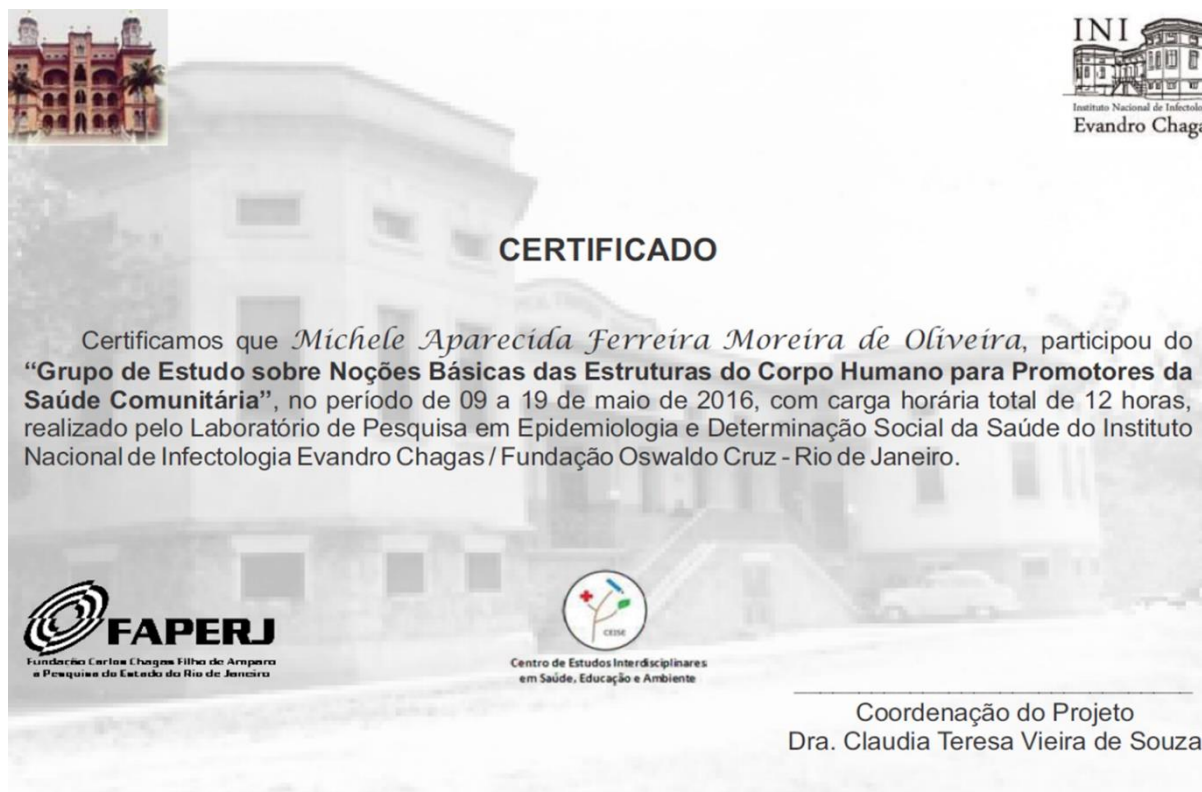 INI
Instituto Nacional de Infectolo
Evandro Chaga
CERTIFICADO
Certificamos que Michele Aparecida Ferreira Moreira de Oliveira, participou do
“Grupo de Estudo sobre Noções Básicas das Estruturas do Corpo Humano para Promotores da
Saúde Comunitária”, no período de 09 a 19 de maio de 2016, com carga horária total de 12 horas,
realizado pelo Laboratório de Pesquisa em Epidemiologia e Determinação Social da Saúde do Instituto
Nacional de Infectologia Evandro Chagas / Fundação Oswaldo Cruz - Rio de Janeiro.
FAPERJ
Fundação Carlos Chagas Filho de Amparo
a Pesquisa do Estado do Rio de Janeiro
Centro de Estudos Interdisciplinares
em Saúde, Educação e Ambiente
Coordenação do Projeto
Dra. Claudia Teresa Vieira de Souza